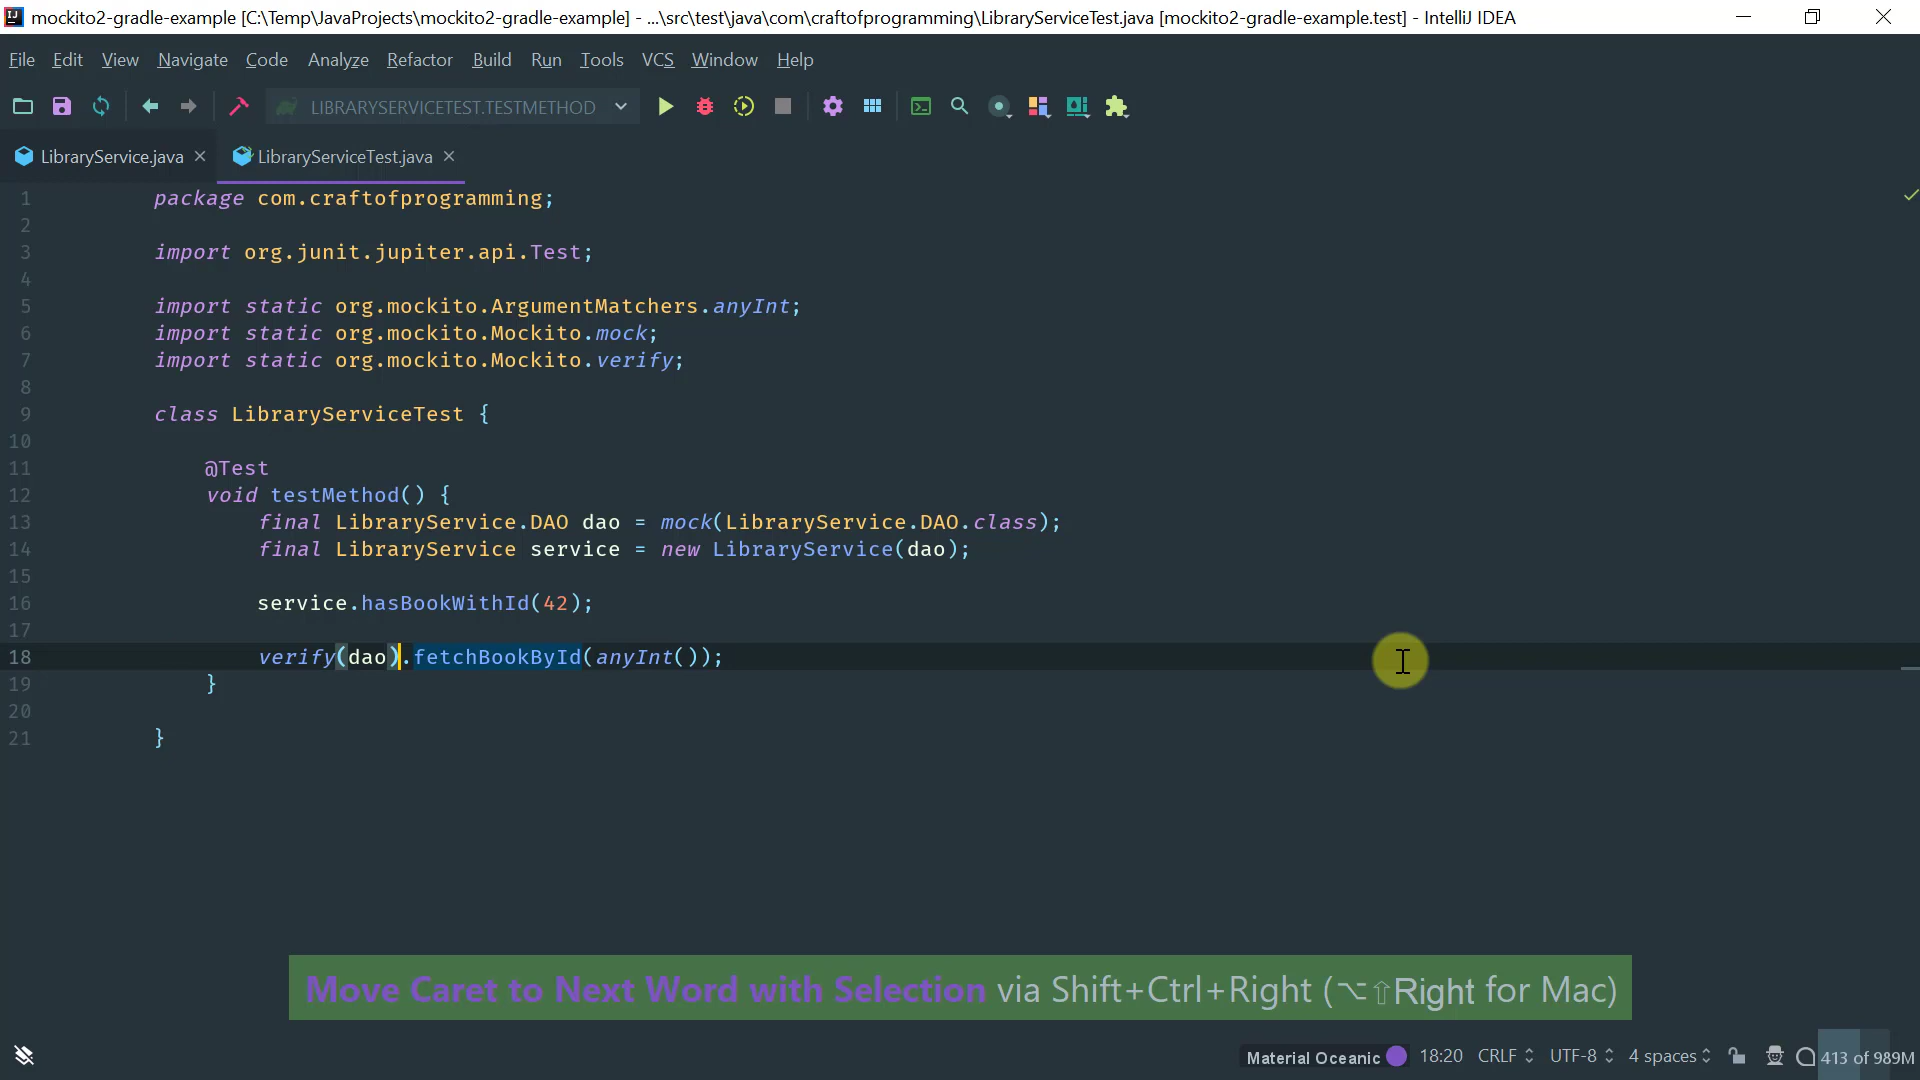 mockito2-gradle-example [C:\Temp\JavaProjects\mockito2-gradle-example] - ...\src\test\java\com\craftofprogramming\LibraryServiceTest.java [mockito2-gradle-example.test] - IntelliJ IDEA
File Edit View Navigate Code Analyze Refactor Build Run Tools VCS Window Help
LIBRARYSERVICETEST.TESTMETHOD
LibraryService.java LibraryServiceTest.java
1 package com.craftofprogramming;
2
3 import org.junit.jupiter.api.Test;
4
5 import static org.mockito.ArgumentMatchers.anyInt;
6 import static org.mockito.Mockito.mock;
7 import static org.mockito.Mockito.verify;
8
9 class LibraryServiceTest {
10
11 @Test
12 void testMethod() {
13 final LibraryService.DAO dao = mock(LibraryService.DAO.class);
14 final LibraryService service = new LibraryService(dao);
15
16 service.hasBookWithId(42);
17
18 verify(dao).fetchBookById(anyInt());
19 }
20
21 }
Move Caret to Next Word with Selection via Shift+Ctrl+Right (⌥⇧Right for Mac)
Material Oceanic 18:20 CRLF UTF-8 4 spaces 413 of 989M